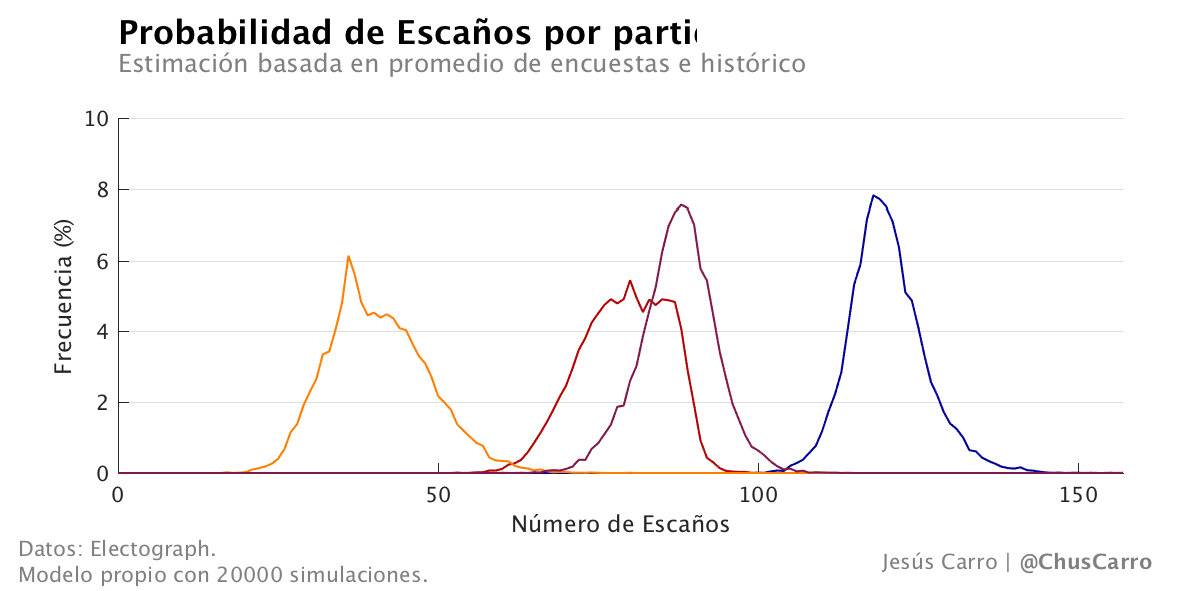 Probabilidad de Escaños por parti
Estimación basada en promedio de encuestas e histórico
10
8
6
4
2
0
Frecuencia (%)
0 50 100 150
Número de Escaños
Datos: Electograph.
Modelo propio con 20000 simulaciones.
Jesús Carro | @ChusCarro